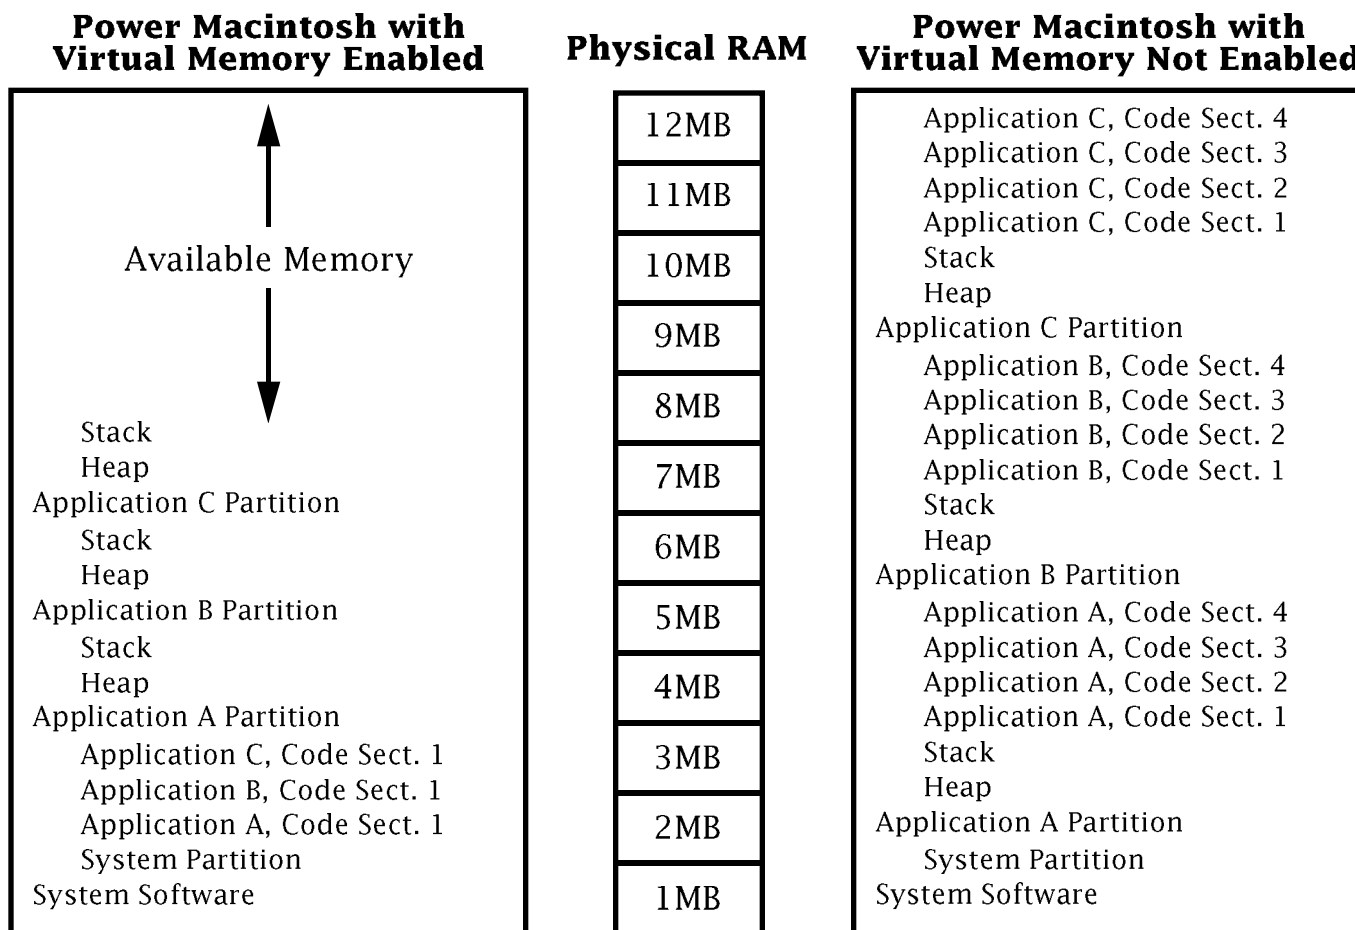 Power Macintosh with
Virtual Memory Enabled
Available Memory
Stack
Heap
Application C Partition
Stack
Heap
Application B Partition
Stack
Heap
Application A Partition
Application C, Code Sect. 1
Application B, Code Sect. 1
Application A, Code Sect. 1
System Partition
System Software
Physical RAM
12MB
11MB
10MB
9MB
8MB
7MB
6MB
5MB
4MB
3MB
2MB
1MB
Power Macintosh with
Virtual Memory Not Enabled
Application C, Code Sect. 4
Application C, Code Sect. 3
Application C, Code Sect. 2
Application C, Code Sect. 1
Stack
Heap
Application C Partition
Application B, Code Sect. 4
Application B, Code Sect. 3
Application B, Code Sect. 2
Application B, Code Sect. 1
Stack
Heap
Application B Partition
Application A, Code Sect. 4
Application A, Code Sect. 3
Application A, Code Sect. 2
Application A, Code Sect. 1
Stack
Heap
Application A Partition
System Partition
System Software